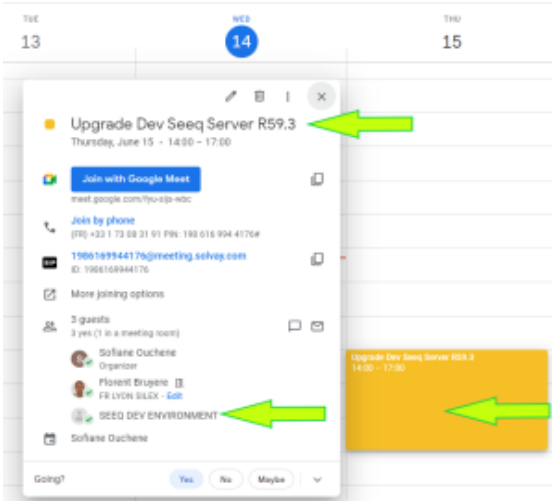 TUE
WED
THU
13
14
15
Upgrade Dev Seeq Server R59.3
Thursday, June 15 · 14:00 – 17:00
Join with Google Meet
meet.google.com/fyu-sijs-wbc
Join by phone
(FR) +33 1 73 08 31 91 PIN: 198 616 994 4176#
SIP
1986169944176@meeting.solvay.com
ID: 1986169944176
More joining options
3 guests
3 yes (1 in a meeting room)
Sofiane Ouchene
Organizer
Florent Bruyere
FR LYON SILEX - Edit
SEEQ DEV ENVIRONMENT
Sofiane Ouchene
Going?
Yes
No
Maybe
Upgrade Dev Seeq Server R59.3
14:00 – 17:00